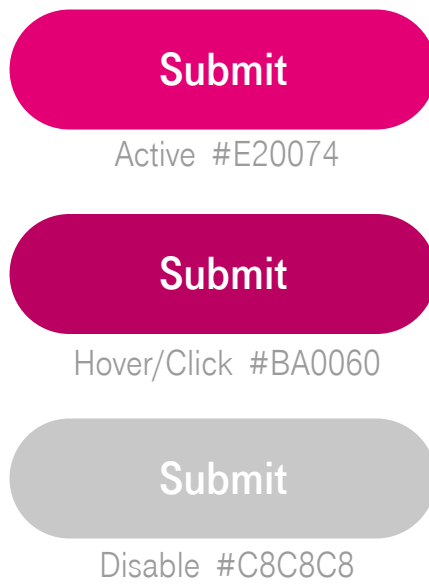 Submit
Active #E20074
Submit
Hover/Click #BA0060
Submit
Disable #C8C8C8